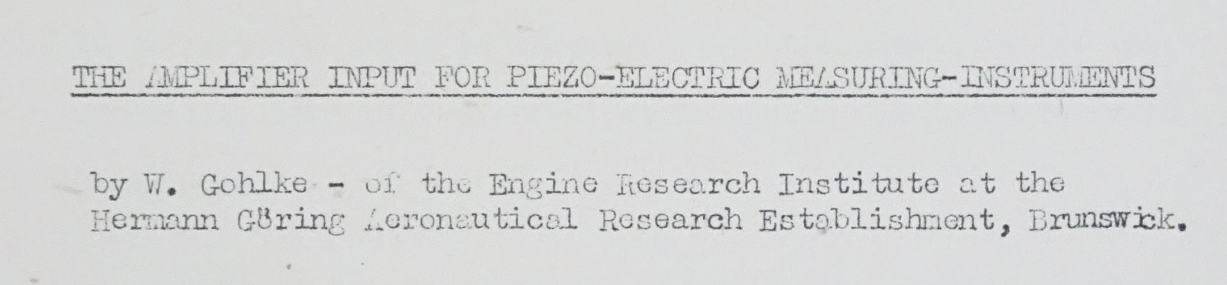 THE AMPLIFIER INPUT FOR PIEZO-ELECTRIC MEASURING-INSTRUMENTS
by W. Gohlke - of the Engine Research Institute at the
Hermann Göring Aeronautical Research Establishment, Brunswick.